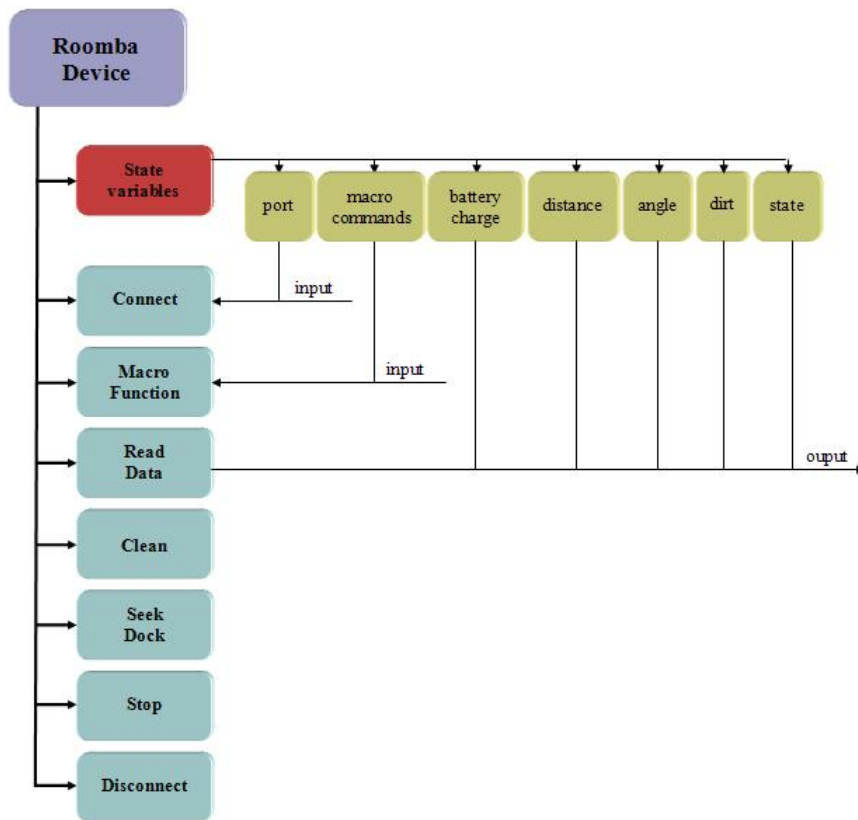 Roomba
Device
State
variables
port
macro
commands
battery
charge
distance
angle
dirt
state
Connect
input
Macro
Function
input
Read
Data
ouput
Clean
Seek
Dock
Stop
Disconnect